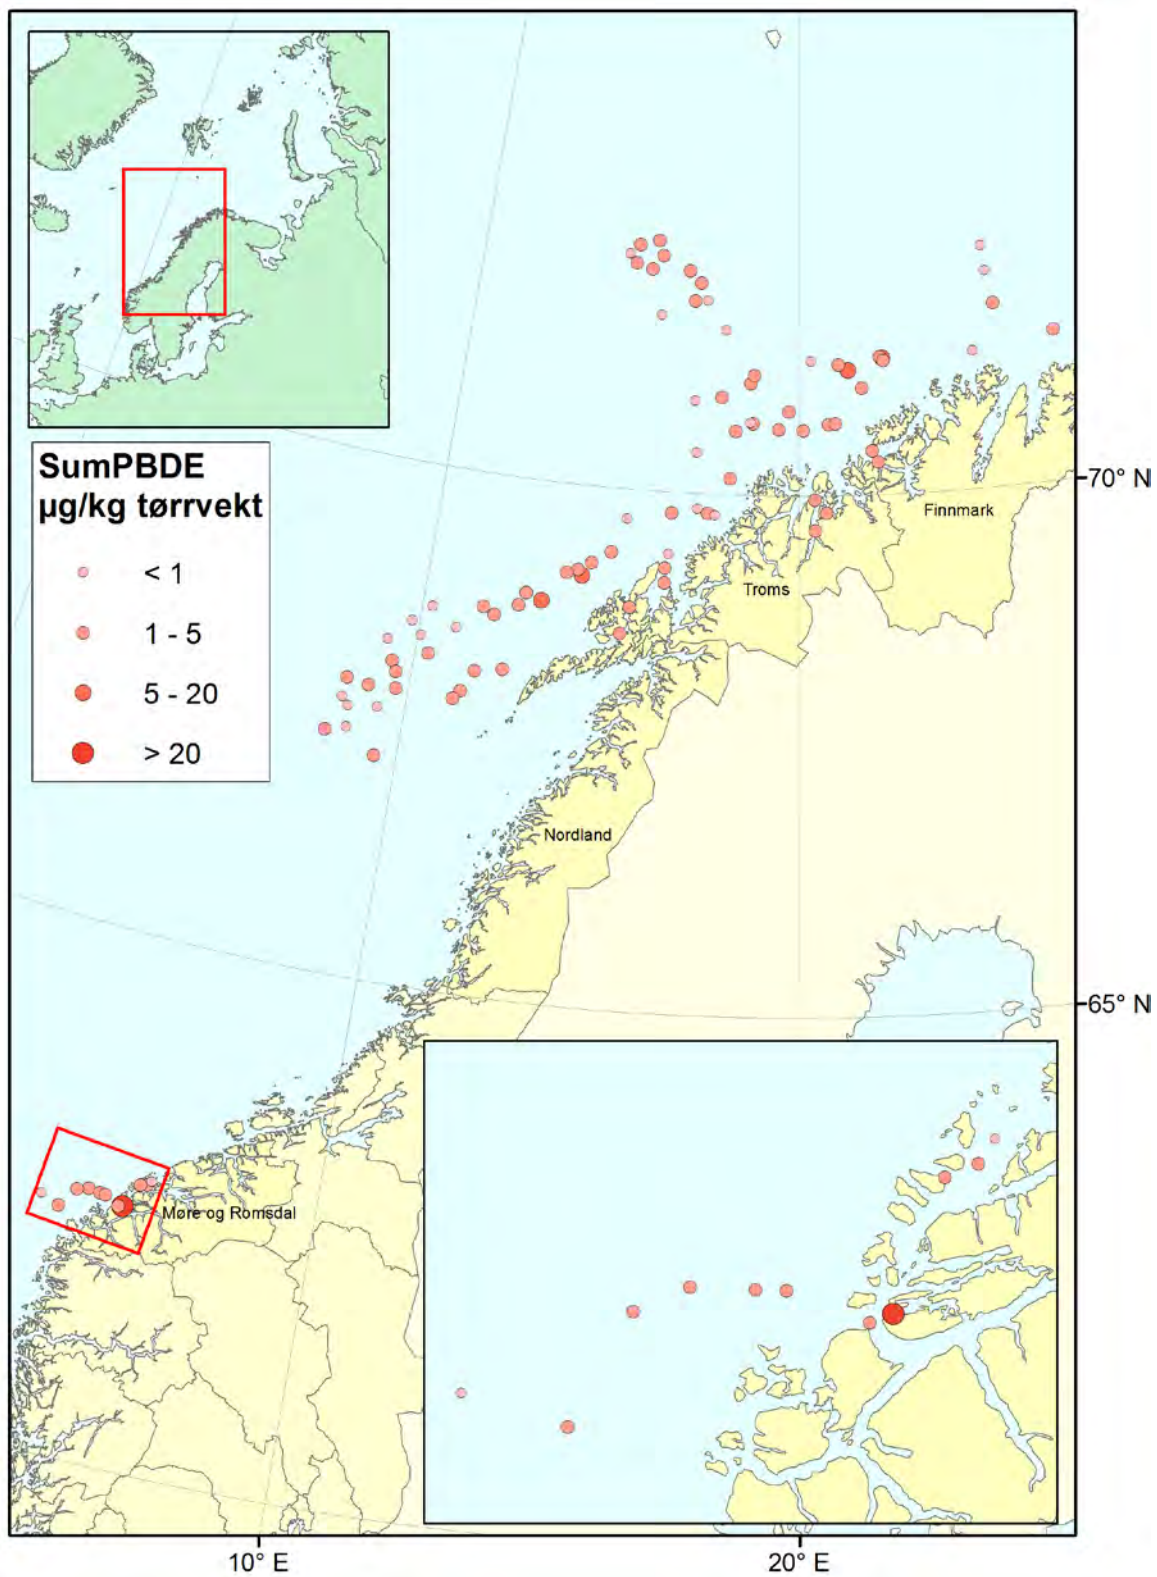 SumPBDE
µg/kg tørrvekt
< 1
1 - 5
5 - 20
> 20
70° N
Finnmark
Troms
Nordland
65° N
Møre og Romsdal
10° E
20° E